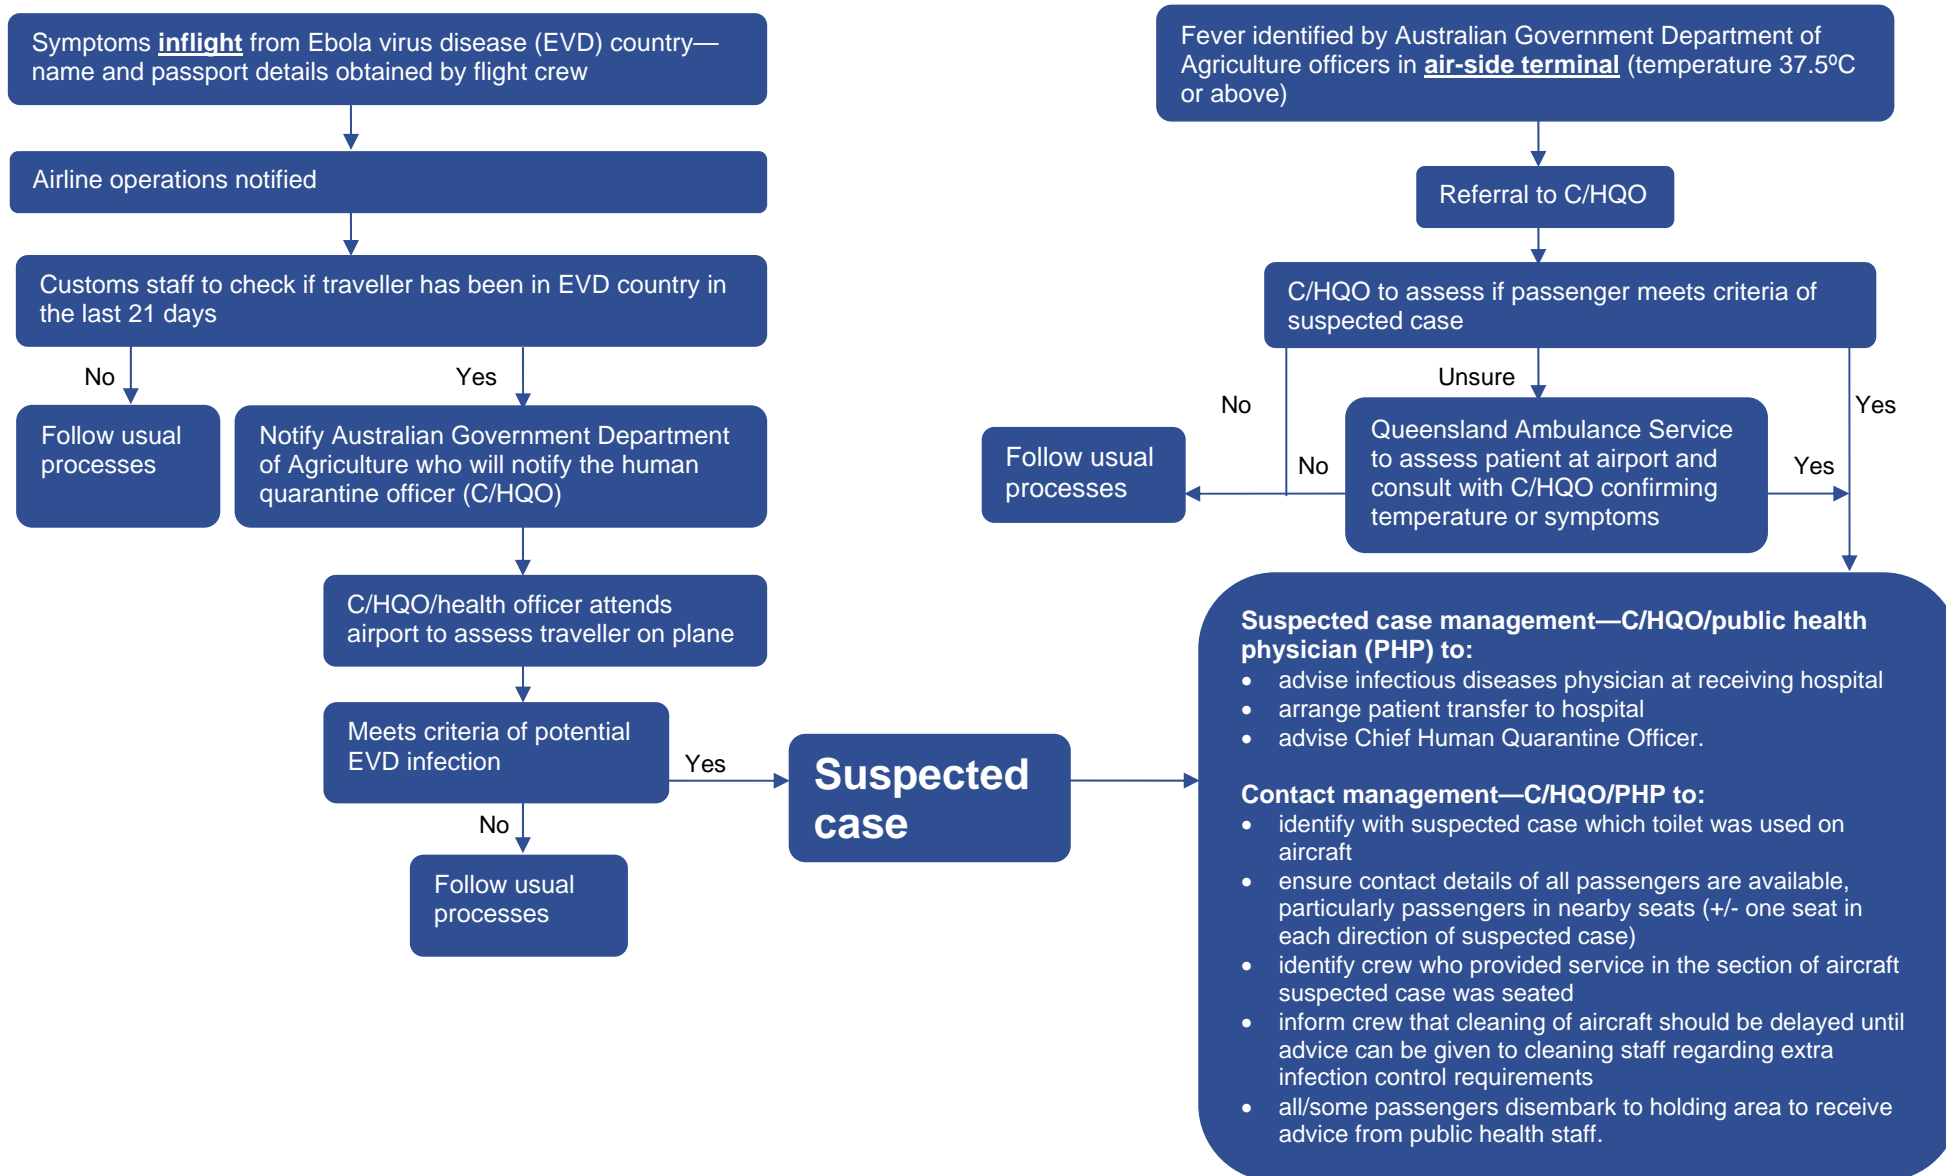 Symptoms inflight from Ebola virus disease (EVD) country—
name and passport details obtained by flight crew
Airline operations notified
Customs staff to check if traveller has been in EVD country in
the last 21 days
No
Yes
Follow usual
processes
Notify Australian Government Department
of Agriculture who will notify the human
quarantine officer (C/HQO)
C/HQO/health officer attends
airport to assess traveller on plane
Meets criteria of potential
EVD infection
Yes
No
Follow usual
processes
Suspected
case
Fever identified by Australian Government Department of
Agriculture officers in air-side terminal (temperature 37.5ºC
or above)
Referral to C/HQO
C/HQO to assess if passenger meets criteria of
suspected case
No
Unsure
Yes
Follow usual
processes
No
Queensland Ambulance Service
to assess patient at airport and
consult with C/HQO confirming
temperature or symptoms
Yes
Suspected case management—C/HQO/public health
physician (PHP) to:
• advise infectious diseases physician at receiving hospital
• arrange patient transfer to hospital
• advise Chief Human Quarantine Officer.
Contact management—C/HQO/PHP to:
• identify with suspected case which toilet was used on
aircraft
• ensure contact details of all passengers are available,
particularly passengers in nearby seats (+/- one seat in
each direction of suspected case)
• identify crew who provided service in the section of aircraft
suspected case was seated
• inform crew that cleaning of aircraft should be delayed until
advice can be given to cleaning staff regarding extra
infection control requirements
• all/some passengers disembark to holding area to receive
advice from public health staff.